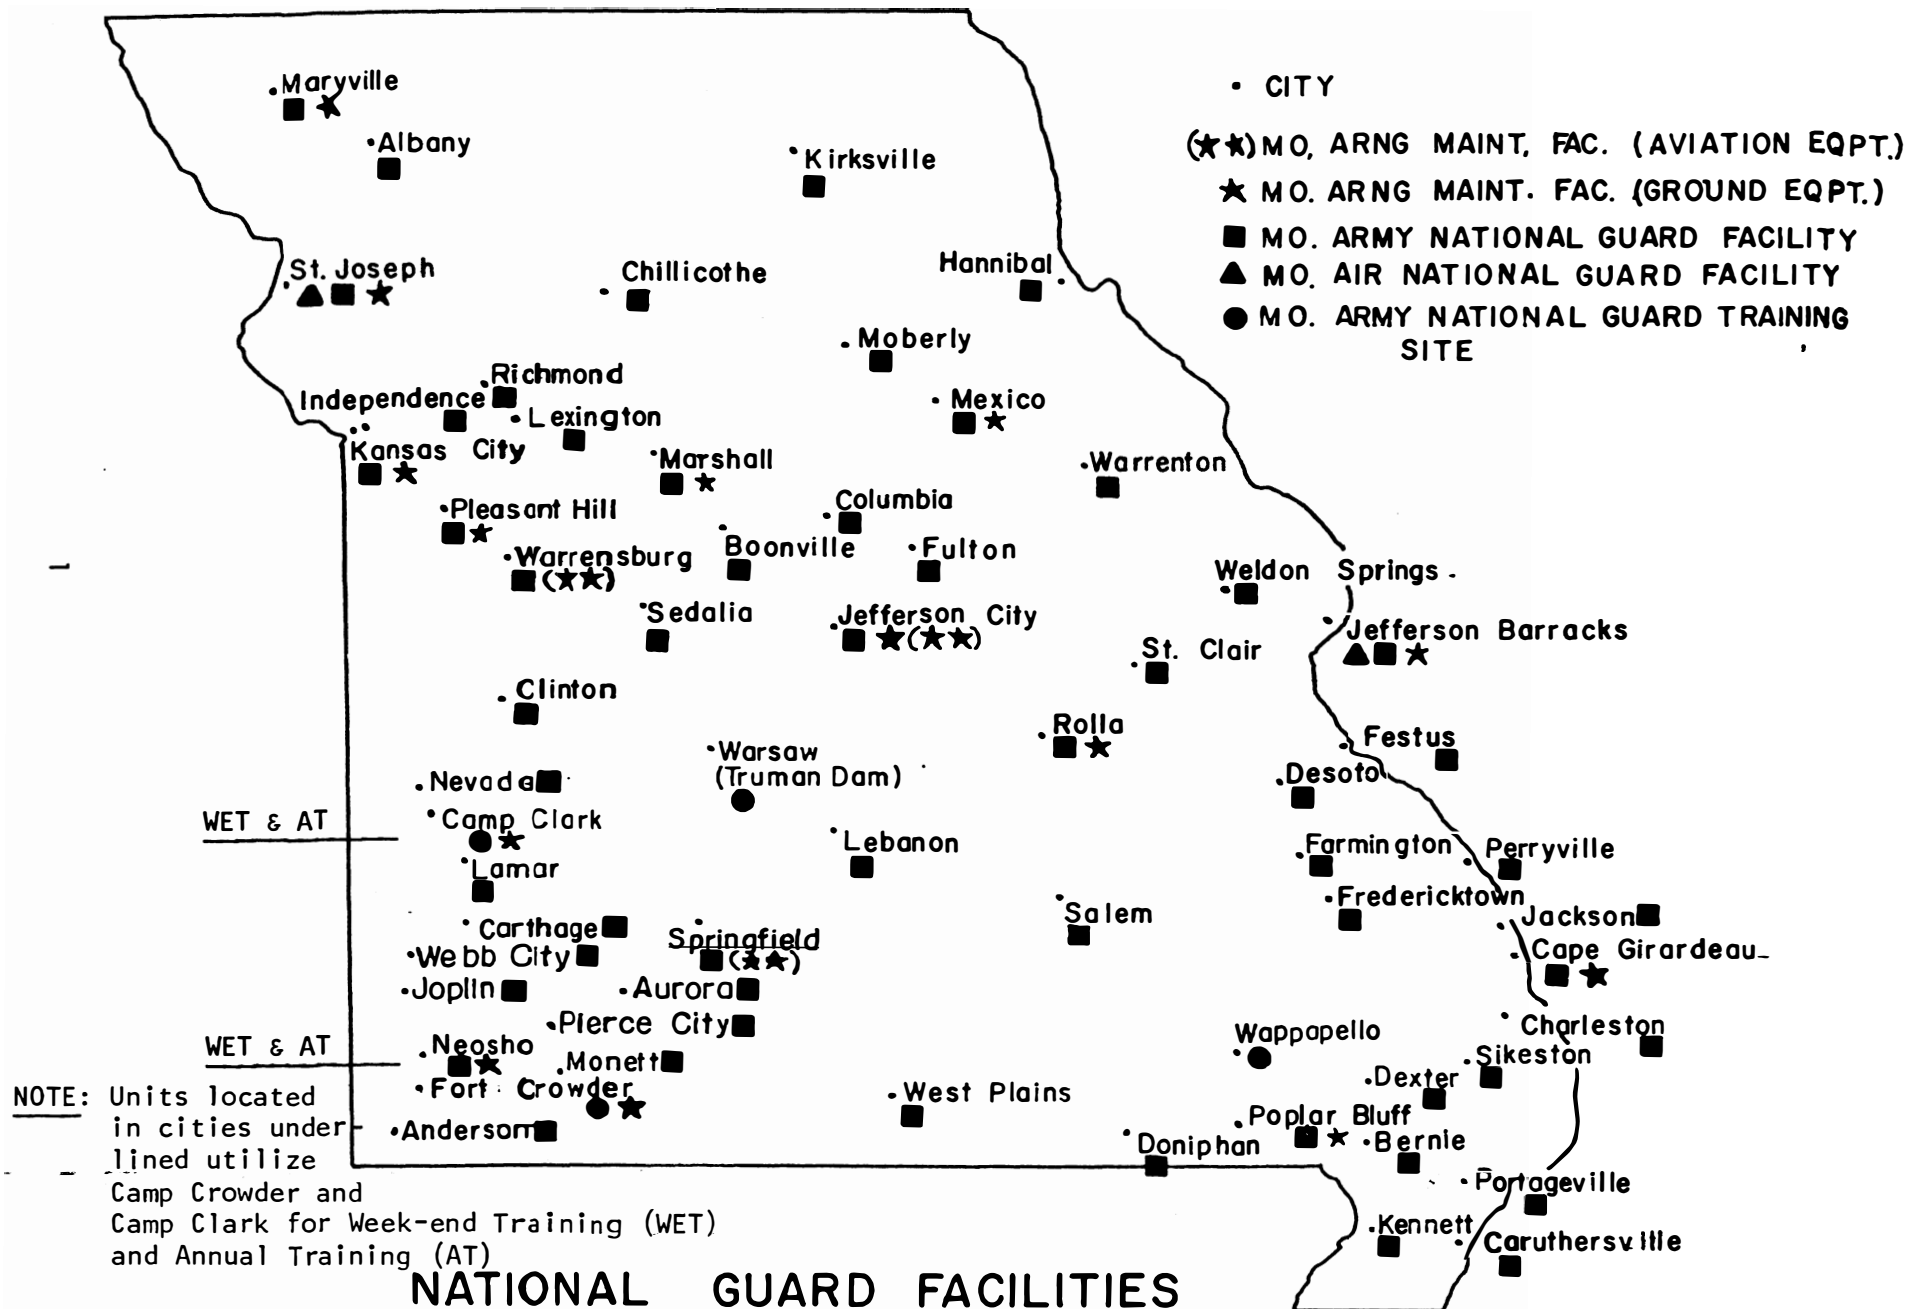 Maryville
Albany
Kirksville
St. Joseph
Chillicothe
Hannibal
Moberly
Richmond
Independence
Lexington
Mexico
Kansas City
Marshall
Warrenton
Pleasant Hill
Columbia
Warrensburg
Boonville
Fulton
Weldon Springs
Sedalia
Jefferson City
Jefferson Barracks
St. Clair
Clinton
Rolla
Festus
Warsaw
(Truman Dam)
Nevada
Desoto
WET & AT
Camp Clark
Lebanon
Farmington
Perryville
Lamar
Fredericktown
Salem
Jackson
Carthage
Springfield
Cape Girardeau
Webb City
Joplin
Aurora
Pierce City
Charleston
Wappapello
WET & AT
Neosho
Monett
Sikeston
Dexter
Fort Crowder
West Plains
Poplar Bluff
Anderson
Doniphan
Bernie
Portageville
Kennett
Caruthersville
CITY
(★★) MO, ARNG MAINT, FAC. (AVIATION EQPT.)
★ MO. ARNG MAINT. FAC. (GROUND EQPT.)
■ MO. ARMY NATIONAL GUARD FACILITY
▲ MO. AIR NATIONAL GUARD FACILITY
● MO. ARMY NATIONAL GUARD TRAINING
SITE
NOTE: Units located
in cities under-
lined utilize
Camp Crowder and
Camp Clark for Week-end Training (WET)
and Annual Training (AT)
NATIONAL GUARD FACILITIES